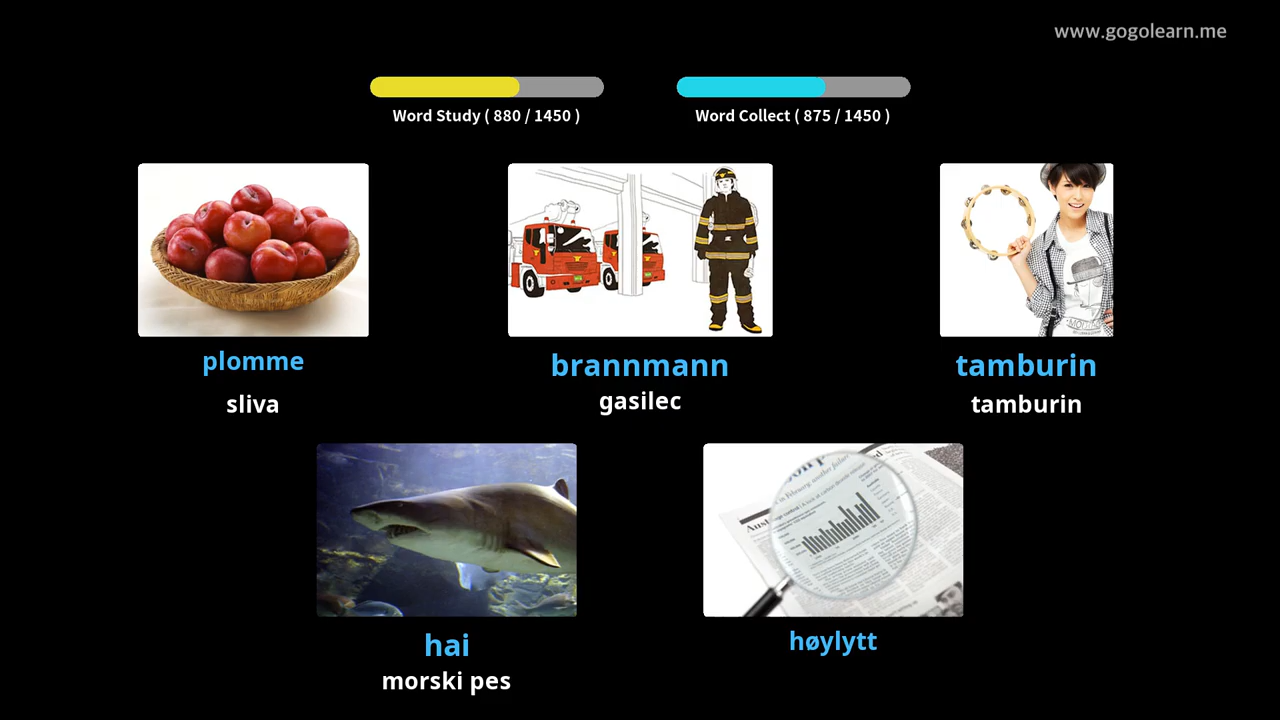 www.gogolearn.me
Word Study ( 880 / 1450 )
Word Collect ( 875 / 1450 )
plomme
sliva
brannmann
gasilec
tamburin
tamburin
hai
morski pes
høylytt